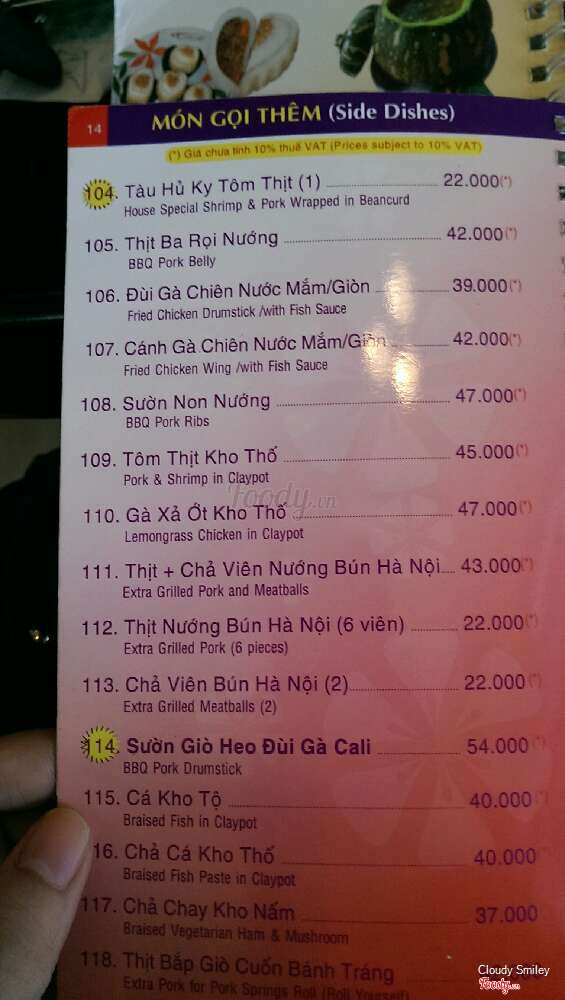 14 MÓN GỌI THÊM (Side Dishes)
(*) Giá chưa tính 10% thuế VAT (Prices subject to 10% VAT)
104. Tàu Hủ Ky Tôm Thịt (1) 22.000(*)
House Special Shrimp & Pork Wrapped in Beancurd
105. Thịt Ba Rọi Nướng 42.000(*)
BBQ Pork Belly
106. Đùi Gà Chiên Nước Mắm/Giòn 39.000(*)
Fried Chicken Drumstick /with Fish Sauce
107. Cánh Gà Chiên Nước Mắm/Giòn 42.000(*)
Fried Chicken Wing /with Fish Sauce
108. Sườn Non Nướng 47.000(*)
BBQ Pork Ribs
109. Tôm Thịt Kho Thố 45.000(*)
Pork & Shrimp in Claypot
Foody.vn
110. Gà Xả Ớt Kho Thố 47.000(*)
Lemongrass Chicken in Claypot
111. Thịt + Chả Viên Nướng Bún Hà Nội 43.000(*)
Extra Grilled Pork and Meatballs
112. Thịt Nướng Bún Hà Nội (6 viên) 22.000(*)
Extra Grilled Pork (6 pieces)
113. Chả Viên Bún Hà Nội (2) 22.000(*)
Extra Grilled Meatballs (2)
114. Sườn Giò Heo Đùi Gà Cali 54.000(*)
BBQ Pork Drumstick
115. Cá Kho Tộ 40.000(*)
Braised Fish in Claypot
16. Chả Cá Kho Thố 40.000
Braised Fish Paste in Claypot
117. Chả Chay Kho Nấm 37.000
Braised Vegetarian Ham & Mushroom
118. Thịt Bắp Giò Cuốn Bánh Tráng
Extra Pork for Pork Springs Roll (Roll Yourself)
Cloudy Smiley
Foody.vn